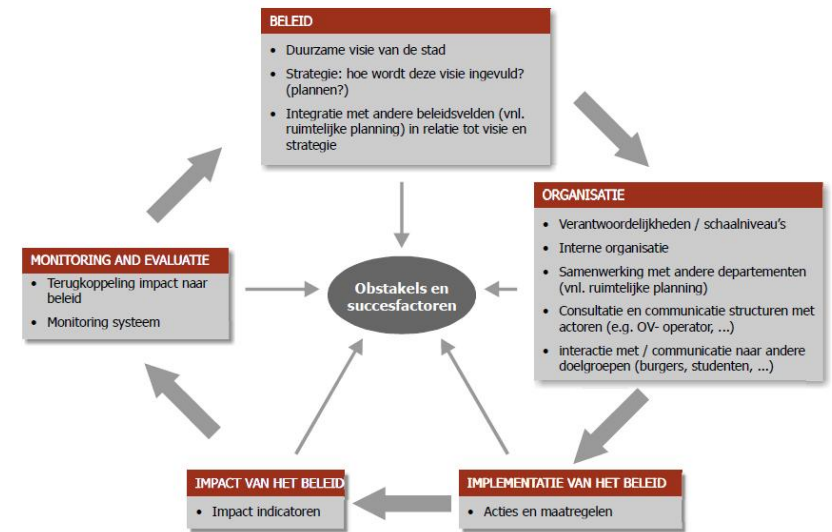 BELEID
• Duurzame visie van de stad
• Strategie: hoe wordt deze visie ingevuld?
(plannen?)
• Integratie met andere beleidsvelden (vnl.
ruimtelijke planning) in relatie tot visie en
strategie
ORGANISATIE
• Verantwoordelijkheden / schaalniveau's
• Interne organisatie
• Samenwerking met andere departementen
(vnl. ruimtelijke planning)
• Consultatie en communicatie structuren met
actoren (e.g. OV- operator, ...)
• interactie met / communicatie naar andere
doelgroepen (burgers, studenten, ...)
MONITORING AND EVALUATIE
• Terugkoppeling impact naar
beleid
• Monitoring systeem
Obstakels en
succesfactoren
IMPACT VAN HET BELEID
• Impact indicatoren
IMPLEMENTATIE VAN HET BELEID
• Acties en maatregelen